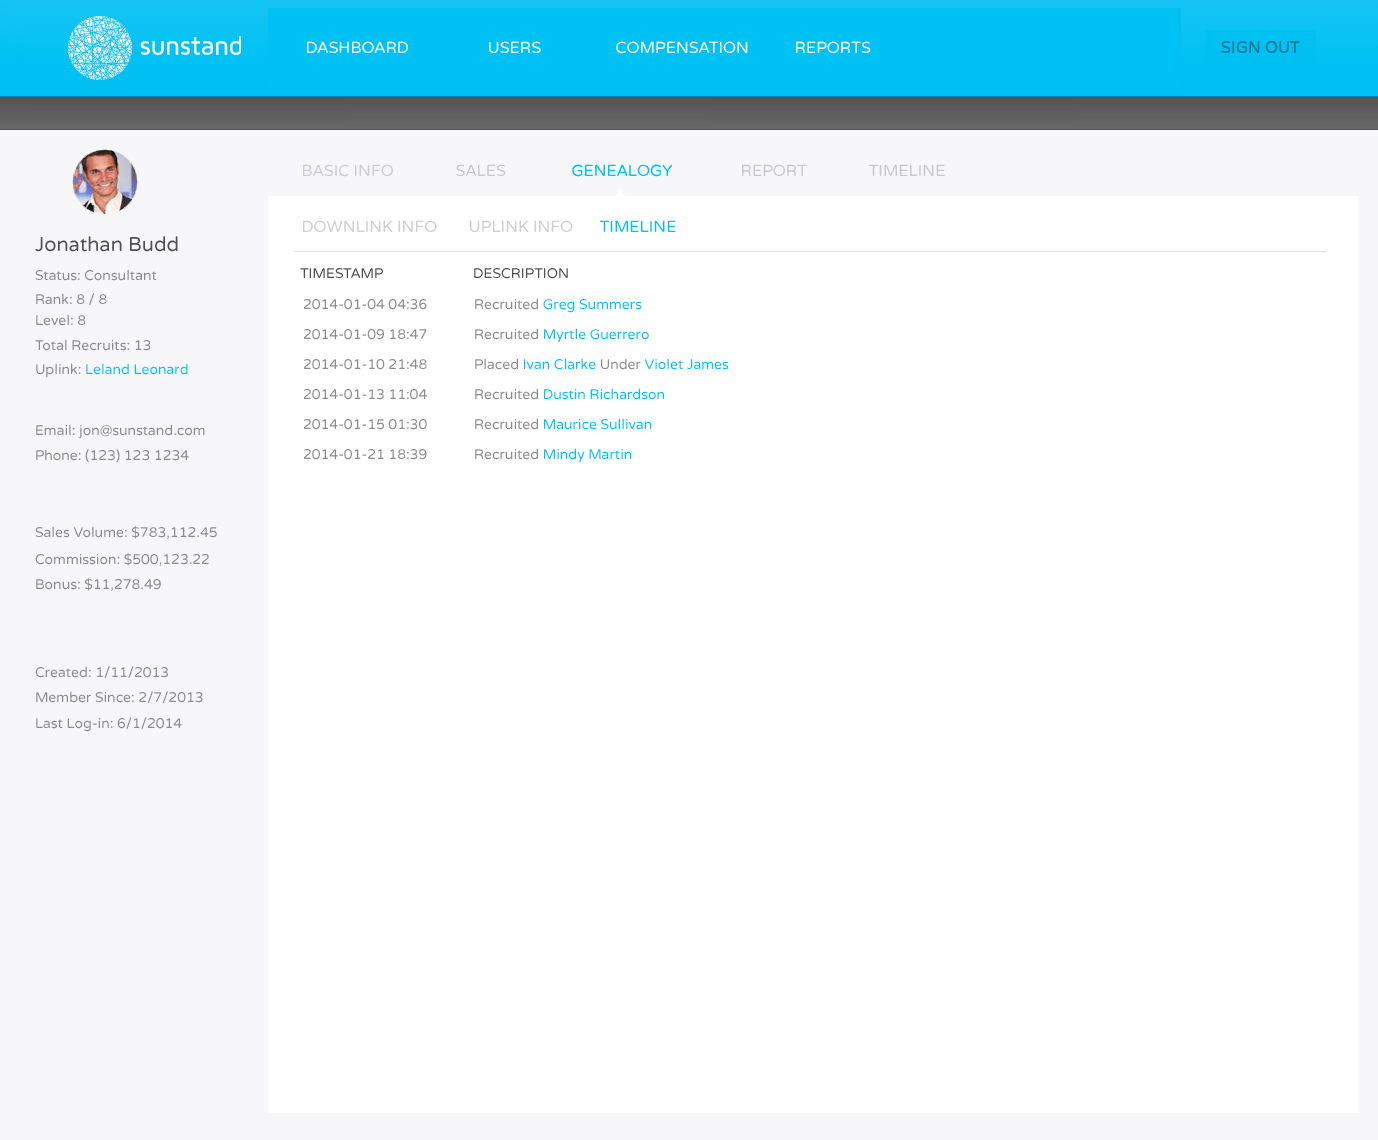 sunstand
DASHBOARD USERS COMPENSATION REPORTS SIGN OUT
BASIC INFO SALES GENEALOGY REPORT TIMELINE
DOWNLINK INFO UPLINK INFO TIMELINE
Jonathan Budd
Status: Consultant
Rank: 8 / 8
Level: 8
Total Recruits: 13
Uplink: Leland Leonard
Email: jon@sunstand.com
Phone: (123) 123 1234
Sales Volume: $783,112.45
Commission: $500,123.22
Bonus: $11,278.49
Created: 1/11/2013
Member Since: 2/7/2013
Last Log-in: 6/1/2014
TIMESTAMP DESCRIPTION
2014-01-04 04:36 Recruited Greg Summers
2014-01-09 18:47 Recruited Myrtle Guerrero
2014-01-10 21:48 Placed Ivan Clarke Under Violet James
2014-01-13 11:04 Recruited Dustin Richardson
2014-01-15 01:30 Recruited Maurice Sullivan
2014-01-21 18:39 Recruited Mindy Martin